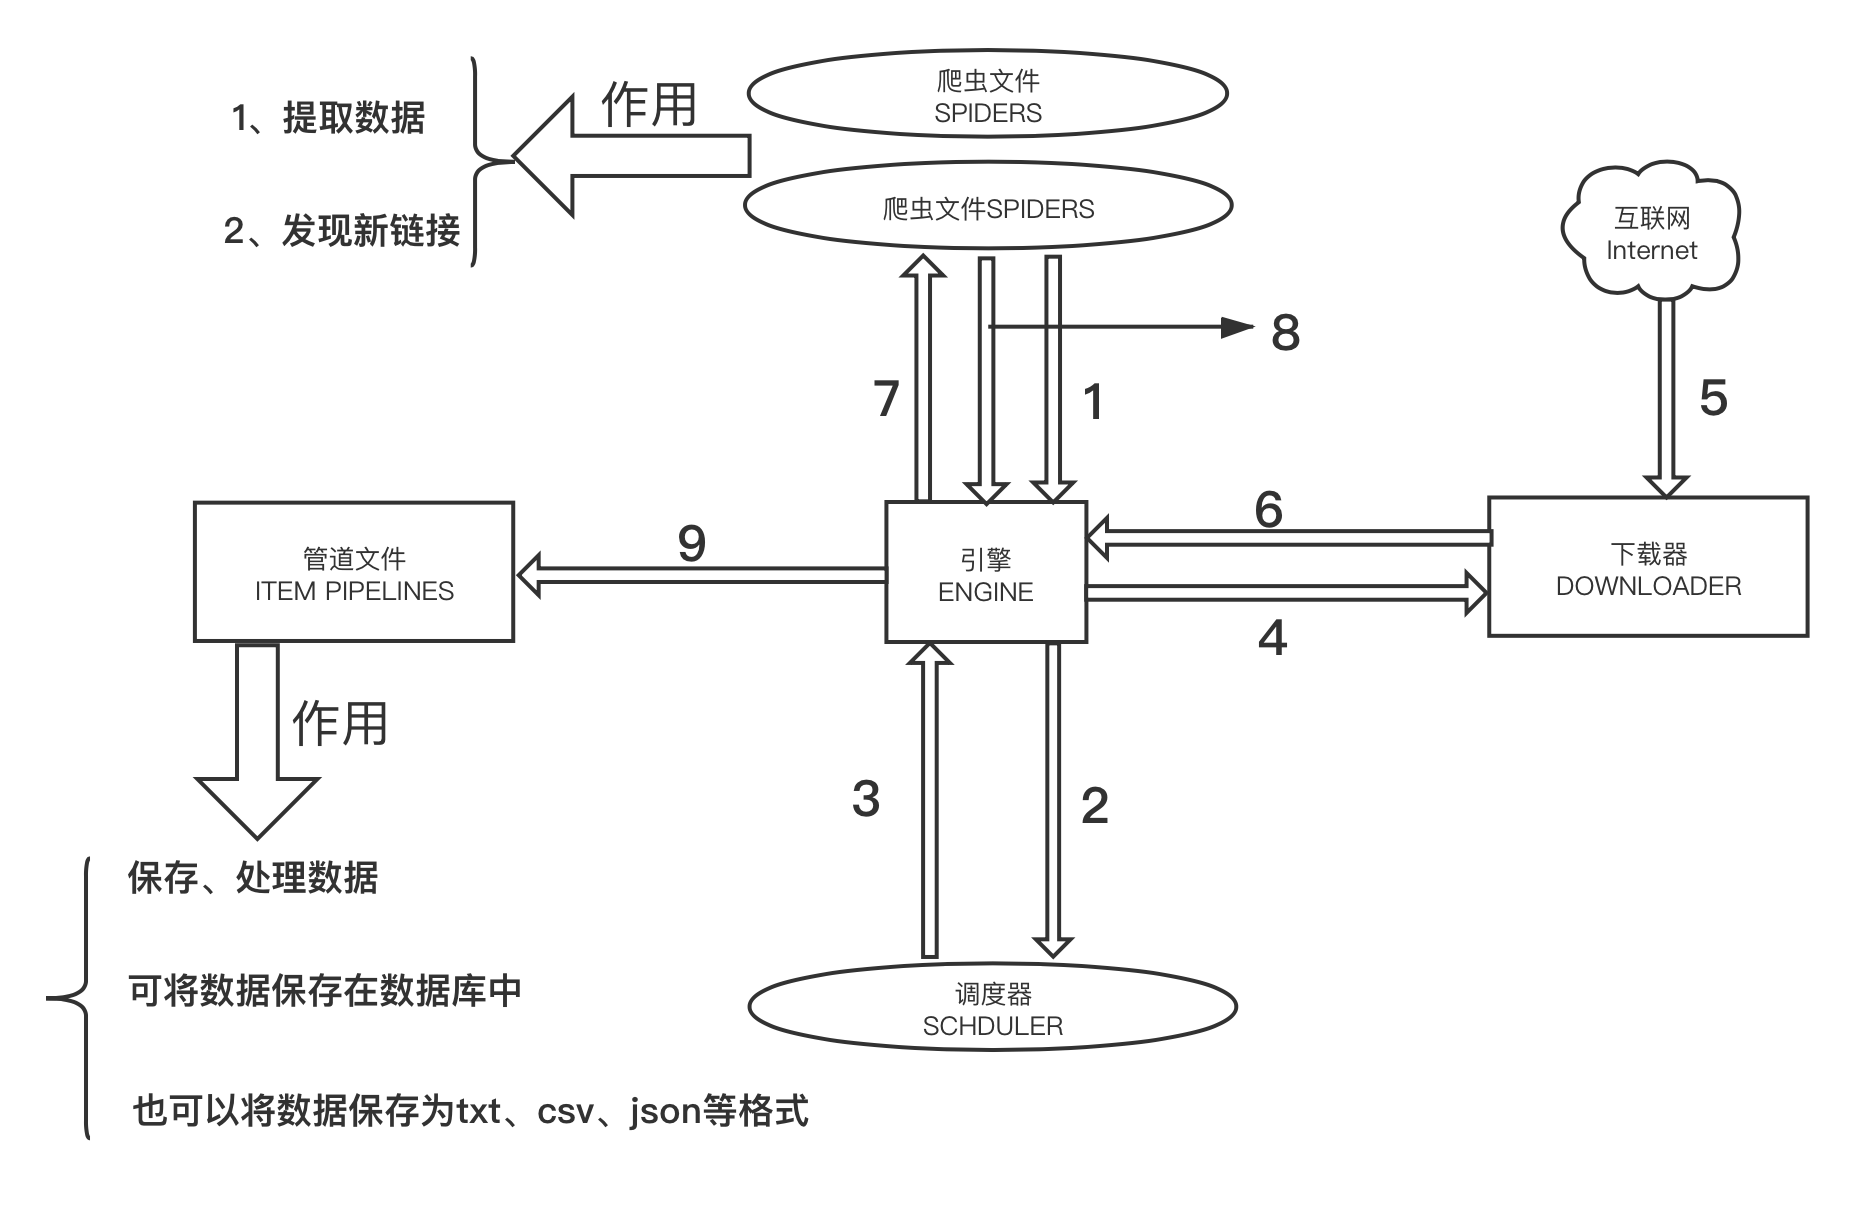 作用
爬虫文件
SPIDERS
1、提取数据
2、发现新链接
爬虫文件SPIDERS
互联网
Internet
8
7
1
5
6
9
管道文件
ITEM PIPELINES
引擎
ENGINE
下载器
DOWNLOADER
4
作用
3
2
保存、处理数据
可将数据保存在数据库中
调度器
SCHDULER
也可以将数据保存为txt、csv、json等格式